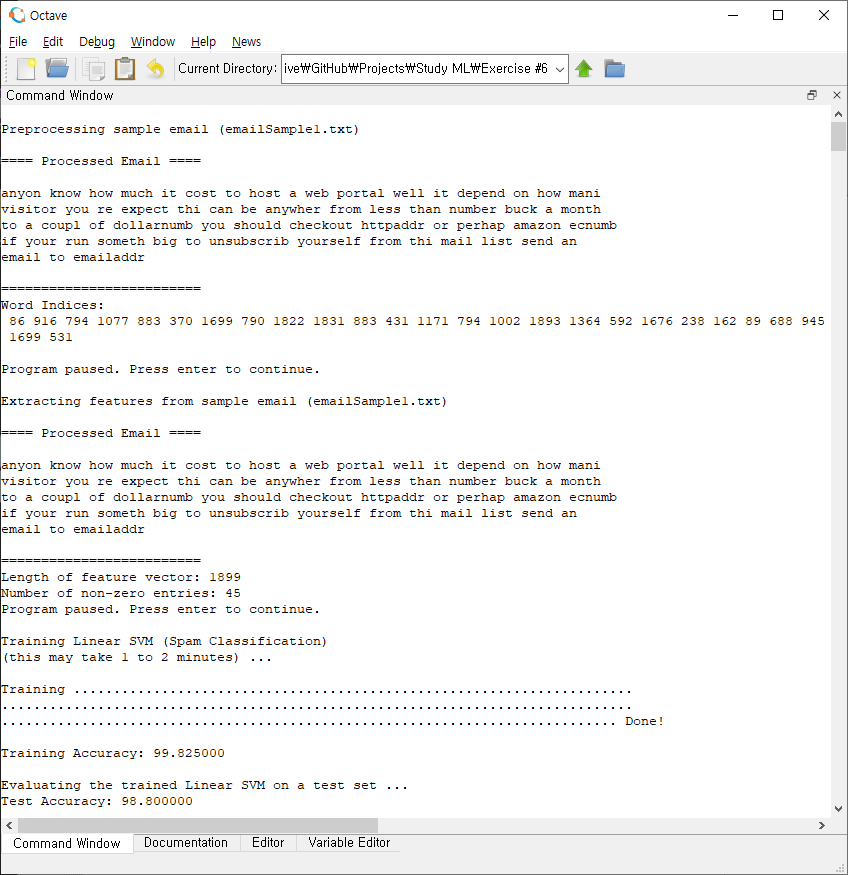 Octave
File Edit Debug Window Help News
Current Directory: ive₩GitHub₩Projects₩Study ML₩Exercise #6
Command Window
Preprocessing sample email (emailSample1.txt)
==== Processed Email ====
anyon know how much it cost to host a web portal well it depend on how mani
visitor you re expect thi can be anywher from less than number buck a month
to a coupl of dollarnumb you should checkout httpaddr or perhap amazon ecnumb
if your run someth big to unsubscrib yourself from thi mail list send an
email to emailaddr
=========================
Word Indices:
86 916 794 1077 883 370 1699 790 1822 1831 883 431 1171 794 1002 1893 1364 592 1676 238 162 89 688 945
1699 531
Program paused. Press enter to continue.
Extracting features from sample email (emailSample1.txt)
==== Processed Email ====
anyon know how much it cost to host a web portal well it depend on how mani
visitor you re expect thi can be anywher from less than number buck a month
to a coupl of dollarnumb you should checkout httpaddr or perhap amazon ecnumb
if your run someth big to unsubscrib yourself from thi mail list send an
email to emailaddr
=========================
Length of feature vector: 1899
Number of non-zero entries: 45
Program paused. Press enter to continue.
Training Linear SVM (Spam Classification)
(this may take 1 to 2 minutes) ...
Training ......................................................................
...............................................................................
............................................................................. Done!
Training Accuracy: 99.825000
Evaluating the trained Linear SVM on a test set ...
Test Accuracy: 98.800000
Command Window Documentation Editor Variable Editor